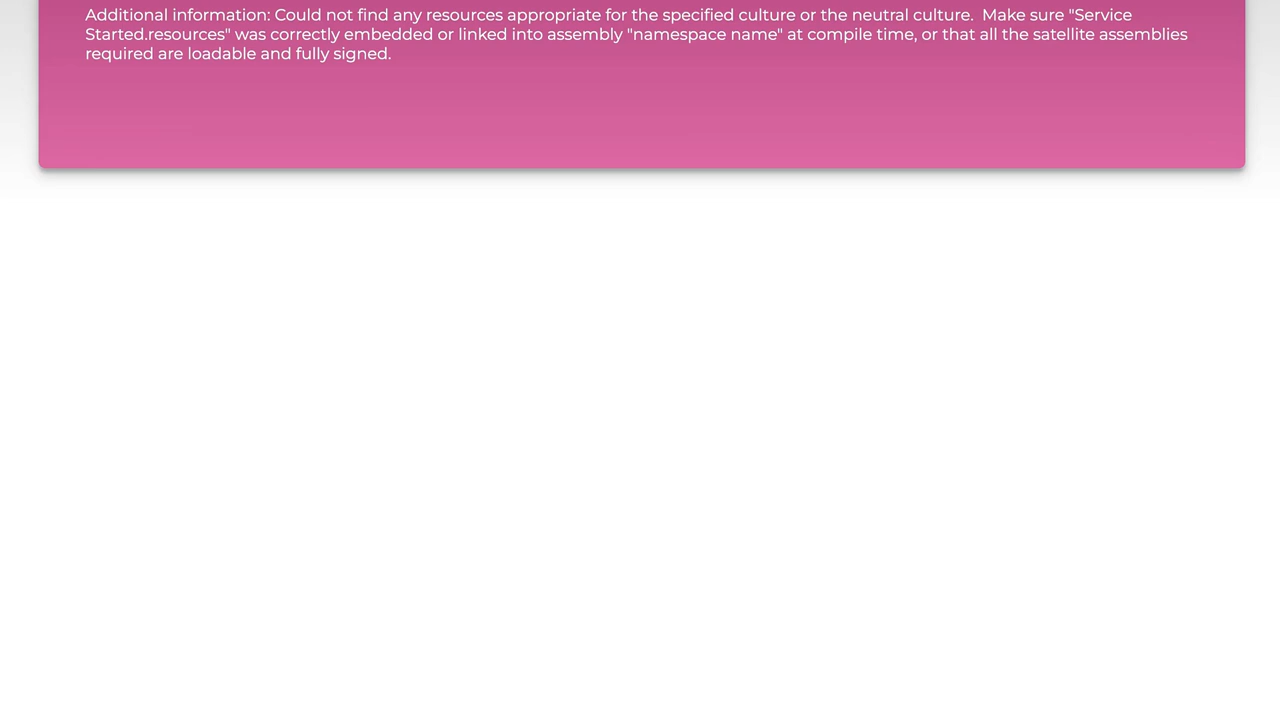 Additional information: Could not find any resources appropriate for the specified culture or the neutral culture.  Make sure "Service
Started.resources" was correctly embedded or linked into assembly "namespace name" at compile time, or that all the satellite assemblies
required are loadable and fully signed.